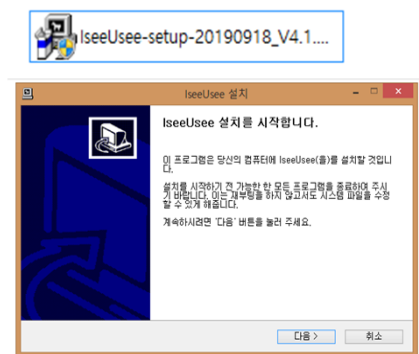 IseeUsee-setup-20190918_V4.1....
IseeUsee 설치
IseeUsee 설치를 시작합니다.
이 프로그램은 당신의 컴퓨터에 IseeUsee(을)를 설치할 것입니
다.
설치를 시작하기 전 가능한 한 모든 프로그램을 종료하여 주시
기 바랍니다. 이는 재부팅을 하지 않고서도 시스템 파일을 수정
할 수 있게 해줍니다.
계속하시려면 '다음' 버튼을 눌러 주세요.
다음 >
취소